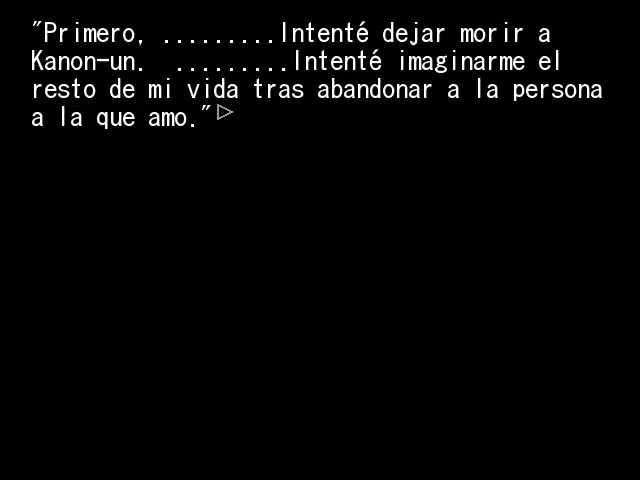 "Primero, .........Intenté dejar morir a
Kanon-un.  .........Intenté imaginarme el
resto de mi vida tras abandonar a la persona
a la que amo."